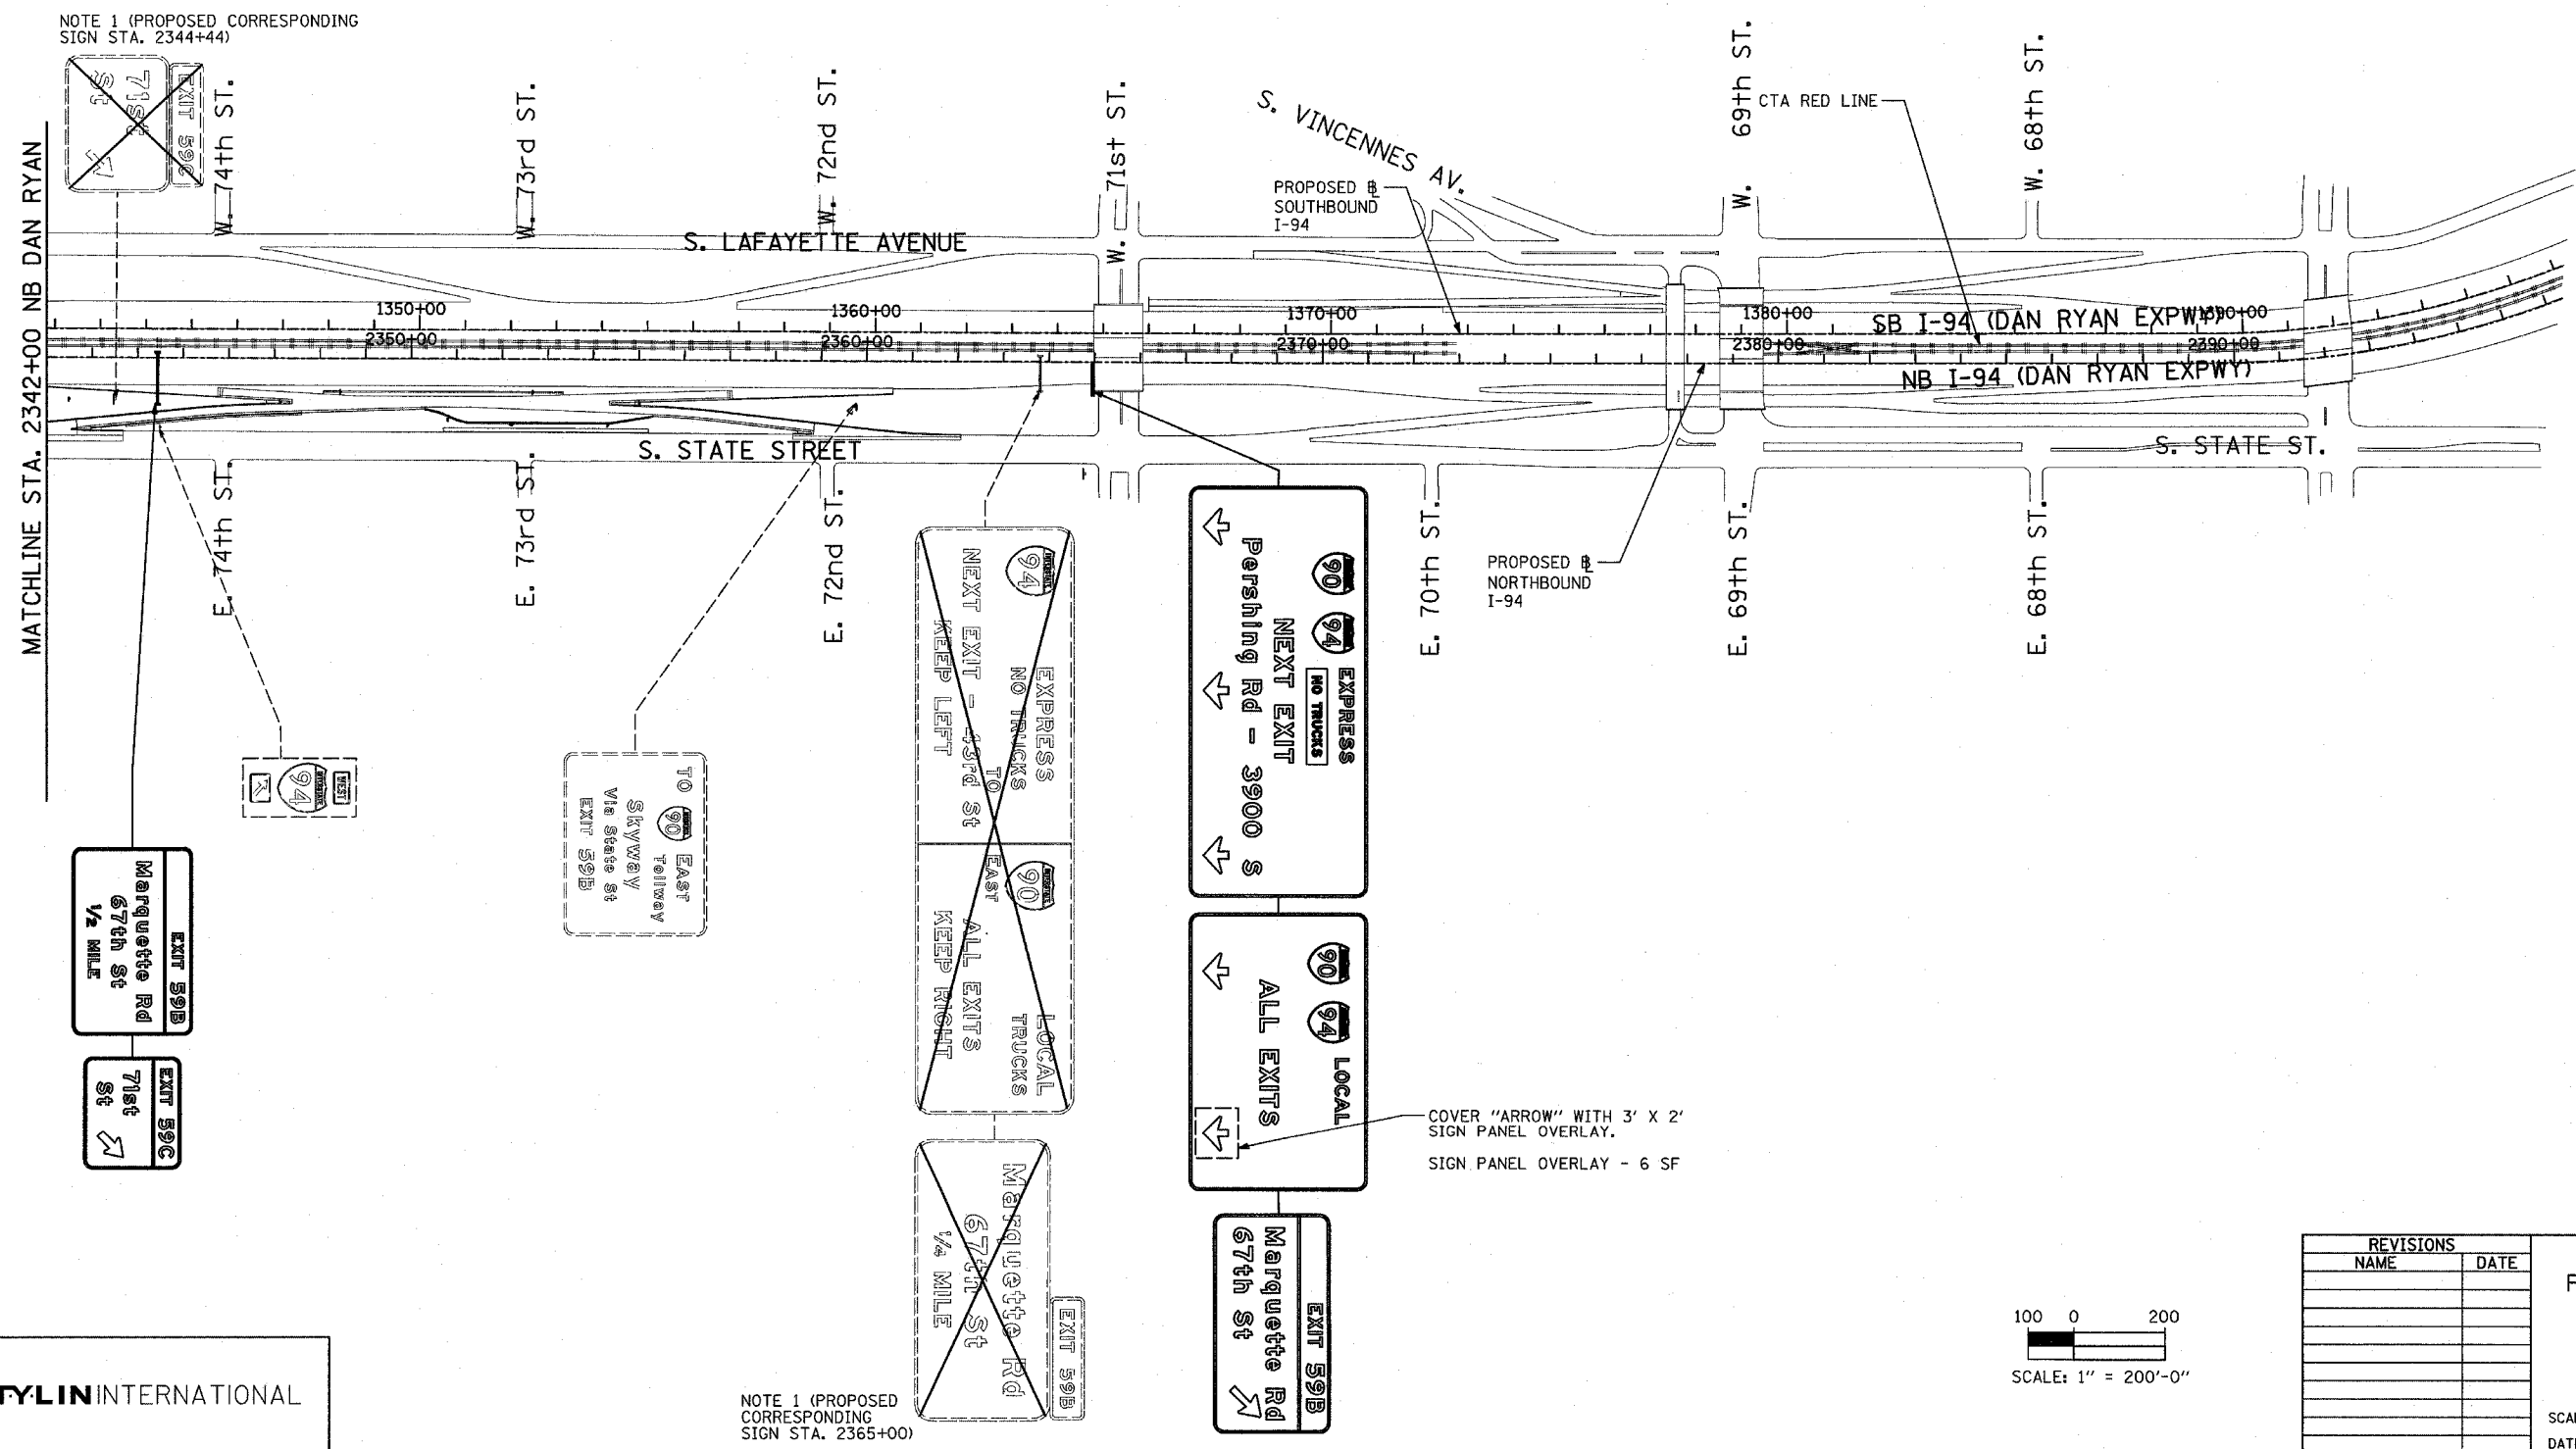 NOTE 1 (PROPOSED CORRESPONDING
SIGN STA. 2344+44)
EXIT 59C
71st
St
MATCHLINE STA. 2342+00 NB DAN RYAN
W. 74th ST.
W. 73rd ST.
W. 72nd ST.
W. 71st ST.
S. VINCENNES AV.
W. 69th ST.
CTA RED LINE
W. 68th ST.
PROPOSED ℄
SOUTHBOUND
I-94
S. LAFAYETTE AVENUE
1350+00
1360+00
1370+00
1380+00
1390+00
SB I-94 (DAN RYAN EXPWY)
2350+00
2360+00
2370+00
2380+00
2390+00
NB I-94 (DAN RYAN EXPWY)
S. STATE STREET
S. STATE ST.
E. 74th ST.
E. 73rd ST.
E. 72nd ST.
E. 70th ST.
E. 69th ST.
E. 68th ST.
PROPOSED ℄
NORTHBOUND
I-94
WEST
INTERSTATE
94
TO 90 EAST
Tollway
Skyway
Via State St
EXIT 59B
94 EXPRESS
NO TRUCKS
NEXT EXIT - 43rd St
KEEP LEFT
TO
INTERSTATE
90 LOCAL
EAST TRUCKS
ALL EXITS
KEEP RIGHT
EXIT 59B
Marquette Rd
67th St
1/4 MILE
90 94 EXPRESS
NO TRUCKS
NEXT EXIT
Pershing Rd - 3900 S
90 94 LOCAL
ALL EXITS
EXIT 59B
Marquette Rd
67th St
EXIT 59B
Marquette Rd
67th St
1/2 MILE
EXIT 59C
71st
St
COVER "ARROW" WITH 3' X 2'
SIGN PANEL OVERLAY.
SIGN PANEL OVERLAY - 6 SF
NOTE 1 (PROPOSED
CORRESPONDING
SIGN STA. 2365+00)
TYLININTERNATIONAL
100 0 200
SCALE: 1" = 200'-0"
REVISIONS
NAME DATE